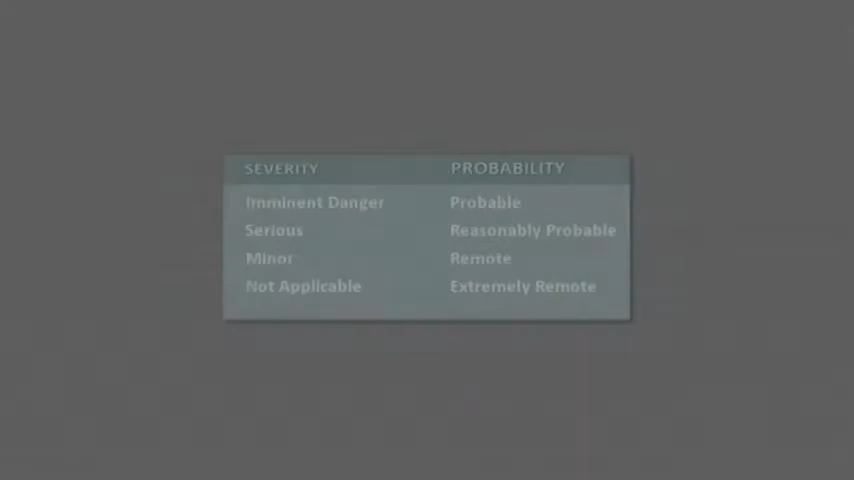 SEVERITY PROBABILITY
Imminent Danger Probable
Serious Reasonably Probable
Minor Remote
Not Applicable Extremely Remote